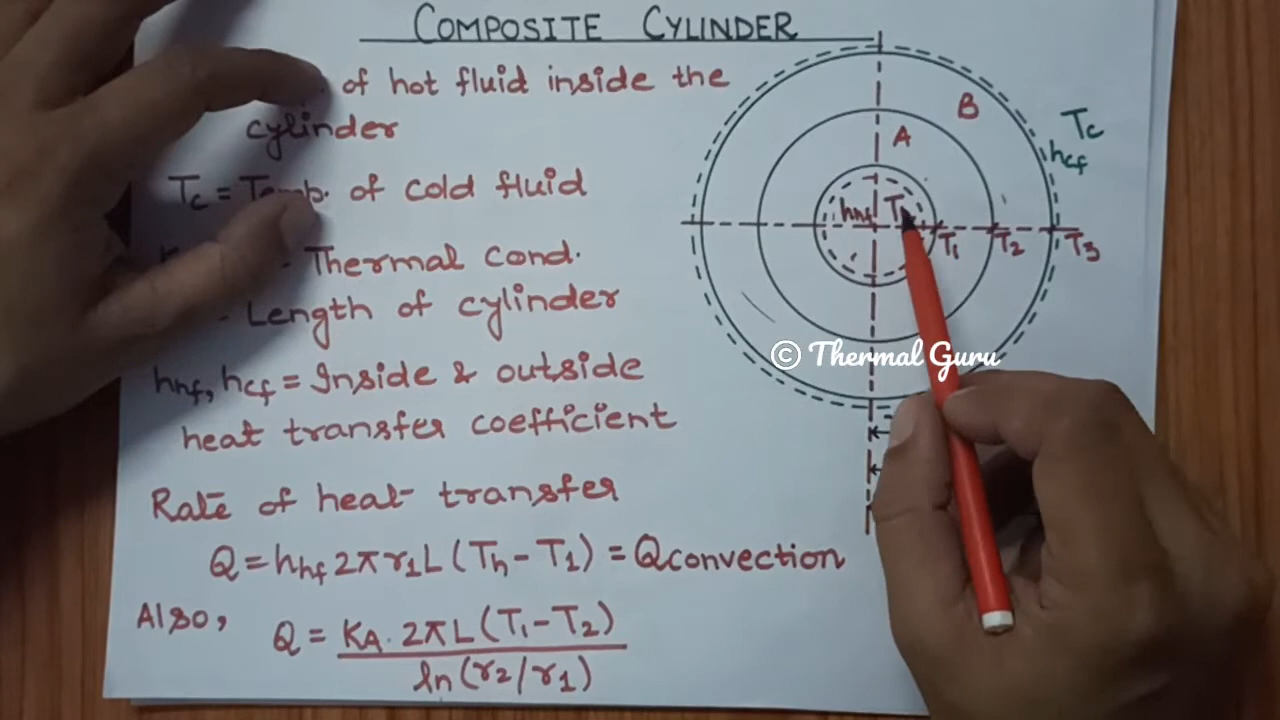 COMPOSITE CYLINDER
of hot fluid inside the
cylinder
Tc = Temp. of cold fluid
Thermal Cond.
- Length of cylinder
hhf, hcf = Inside & outside
heat transfer coefficient
Rate of heat transfer
Q = hhf 2πr1L (Th - T1) = Qconvection
Also,
Q = KA. 2πL (T1 - T2)
ln(r2/r1)
B
A
Tc
hcf
hhf
T1
T2
T3
© Thermal Guru